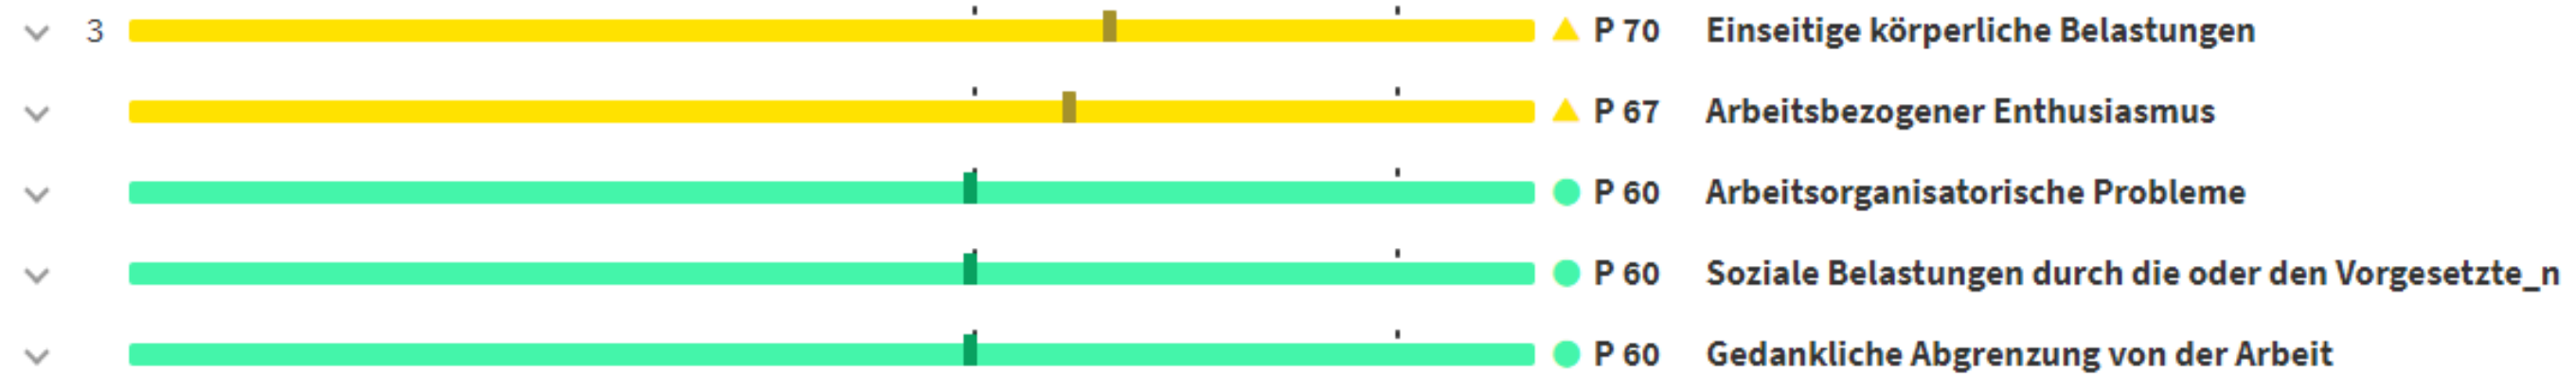 3 P 70 Einseitige körperliche Belastungen
P 67 Arbeitsbezogener Enthusiasmus
P 60 Arbeitsorganisatorische Probleme
P 60 Soziale Belastungen durch die oder den Vorgesetzte_n
P 60 Gedankliche Abgrenzung von der Arbeit